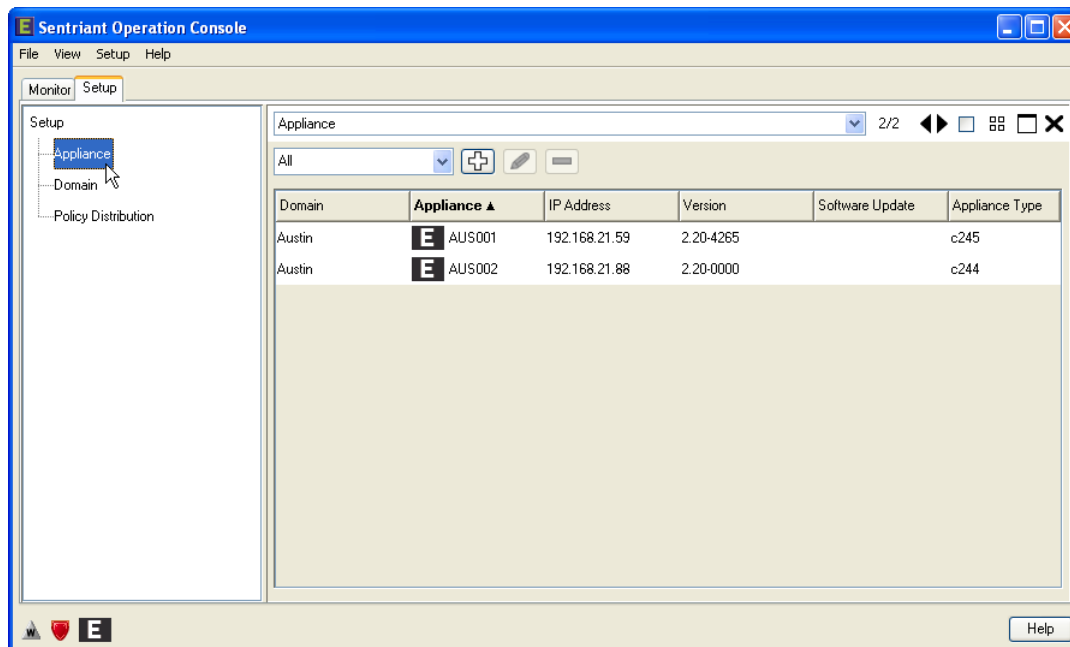 E Sentriant Operation Console
File View Setup Help
Monitor Setup
Setup
Appliance
Domain
Policy Distribution
Appliance 2/2
All
Domain Appliance ▲ IP Address Version Software Update Appliance Type
Austin E AUS001 192.168.21.59 2.20-4265 c245
Austin E AUS002 192.168.21.88 2.20-0000 c244
W E Help